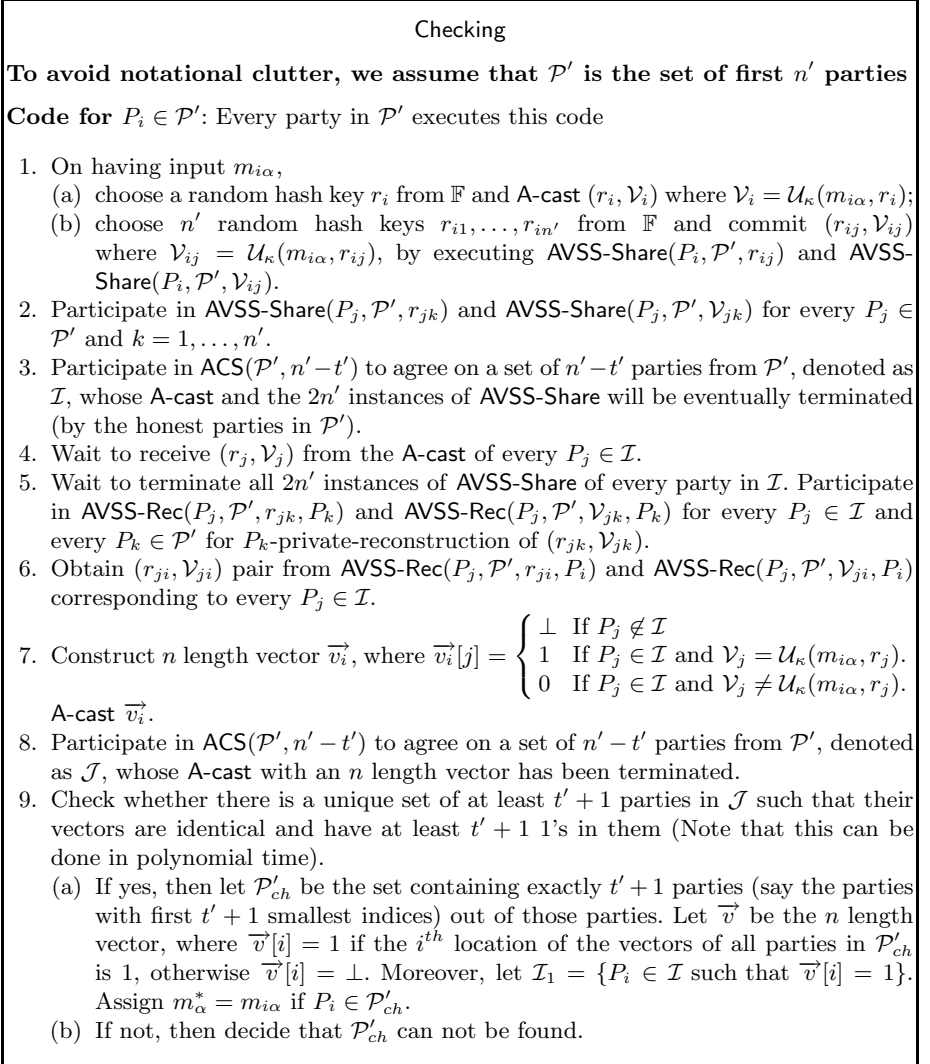 Checking
To avoid notational clutter, we assume that 𝒫′ is the set of first n′ parties
Code for P_i ∈ 𝒫′: Every party in 𝒫′ executes this code
1. On having input m_{iα},
(a) choose a random hash key r_i from 𝔽 and A-cast (r_i, 𝒱_i) where 𝒱_i = 𝒰_κ(m_{iα}, r_i);
(b) choose n′ random hash keys r_{i1}, . . . , r_{in′} from 𝔽 and commit (r_{ij}, 𝒱_{ij})
where 𝒱_{ij} = 𝒰_κ(m_{iα}, r_{ij}), by executing AVSS-Share(P_i, 𝒫′, r_{ij}) and AVSS-
Share(P_i, 𝒫′, 𝒱_{ij}).
2. Participate in AVSS-Share(P_j, 𝒫′, r_{jk}) and AVSS-Share(P_j, 𝒫′, 𝒱_{jk}) for every P_j ∈
𝒫′ and k = 1, . . . , n′.
3. Participate in ACS(𝒫′, n′−t′) to agree on a set of n′−t′ parties from 𝒫′, denoted as
ℐ, whose A-cast and the 2n′ instances of AVSS-Share will be eventually terminated
(by the honest parties in 𝒫′).
4. Wait to receive (r_j, 𝒱_j) from the A-cast of every P_j ∈ ℐ.
5. Wait to terminate all 2n′ instances of AVSS-Share of every party in ℐ. Participate
in AVSS-Rec(P_j, 𝒫′, r_{jk}, P_k) and AVSS-Rec(P_j, 𝒫′, 𝒱_{jk}, P_k) for every P_j ∈ ℐ and
every P_k ∈ 𝒫′ for P_k-private-reconstruction of (r_{jk}, 𝒱_{jk}).
6. Obtain (r_{ji}, 𝒱_{ji}) pair from AVSS-Rec(P_j, 𝒫′, r_{ji}, P_i) and AVSS-Rec(P_j, 𝒫′, 𝒱_{ji}, P_i)
corresponding to every P_j ∈ ℐ.
7. Construct n length vector \overrightarrow{v_i}, where \overrightarrow{v_i}[j] = {
⊥ If P_j ∉ ℐ
1 If P_j ∈ ℐ and 𝒱_j = 𝒰_κ(m_{iα}, r_j).
0 If P_j ∈ ℐ and 𝒱_j ≠ 𝒰_κ(m_{iα}, r_j).
A-cast \overrightarrow{v_i}.
8. Participate in ACS(𝒫′, n′ − t′) to agree on a set of n′ − t′ parties from 𝒫′, denoted
as 𝒥, whose A-cast with an n length vector has been terminated.
9. Check whether there is a unique set of at least t′ + 1 parties in 𝒥 such that their
vectors are identical and have at least t′ + 1 1's in them (Note that this can be
done in polynomial time).
(a) If yes, then let 𝒫′_{ch} be the set containing exactly t′ + 1 parties (say the parties
with first t′ + 1 smallest indices) out of those parties. Let \overrightarrow{v} be the n length
vector, where \overrightarrow{v}[i] = 1 if the i^{th} location of the vectors of all parties in 𝒫′_{ch}
is 1, otherwise \overrightarrow{v}[i] = ⊥. Moreover, let ℐ_1 = {P_i ∈ ℐ such that \overrightarrow{v}[i] = 1}.
Assign m^*_α = m_{iα} if P_i ∈ 𝒫′_{ch}.
(b) If not, then decide that 𝒫′_{ch} can not be found.